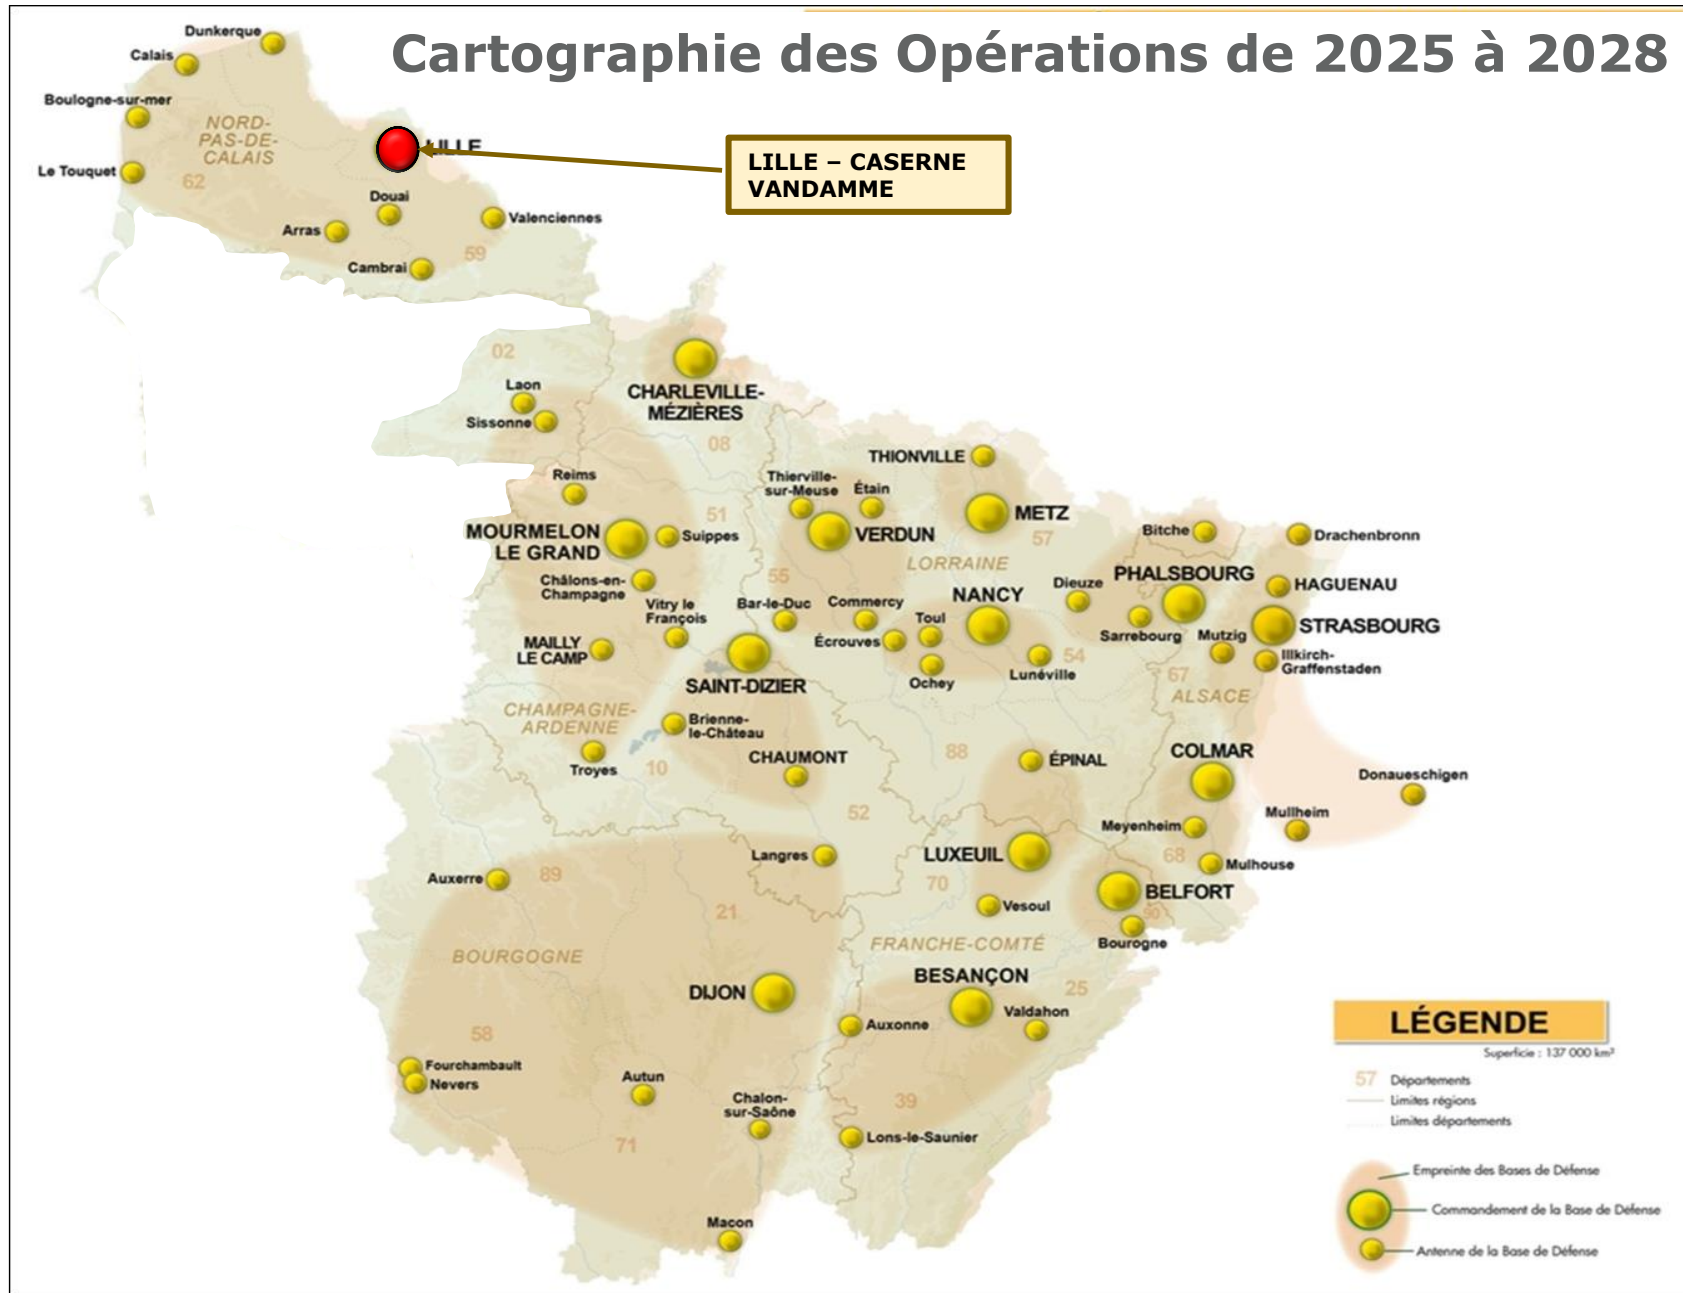 Cartographie des Opérations de 2025 à 2028
Dunkerque
Calais
Boulogne-sur-mer
NORD-
PAS-DE-
CALAIS
LILLE
LILLE – CASERNE
VANDAMME
Le Touquet
62
Douai
Valenciennes
Arras
59
Cambrai
02
Laon
Sissonne
CHARLEVILLE-
MÉZIÈRES
08
Reims
THIONVILLE
Thierville-
sur-Meuse
Étain
METZ
51
MOURMELON
LE GRAND
Suippes
VERDUN
57
Bitche
Drachenbronn
LORRAINE
Châlons-en-
Champagne
55
Dieuze
PHALSBOURG
HAGUENAU
Vitry le
François
Bar-le-Duc
Commercy
NANCY
Toul
Écrouves
Sarrebourg
Mutzig
STRASBOURG
MAILLY
LE CAMP
Ochey
Lunéville
54
Illkirch-
Graffenstaden
SAINT-DIZIER
67
ALSACE
CHAMPAGNE-
ARDENNE
Brienne-
le-Château
Troyes
10
CHAUMONT
88
ÉPINAL
COLMAR
Donaueschigen
52
Mullheim
Meyenheim
Langres
LUXEUIL
68
Mulhouse
Auxerre
89
70
BELFORT
21
Vesoul
90
Bourogne
BOURGOGNE
FRANCHE-COMTÉ
DIJON
BESANÇON
25
Valdahon
58
Auxonne
Fourchambault
Nevers
Autun
Chalon-
sur-Saône
39
71
Lons-le-Saunier
Macon
LÉGENDE
Superficie : 137 000 km²
57 Départements
Limites régions
Limites départements
Empreinte des Bases de Défense
Commandement de la Base de Défense
Antenne de la Base de Défense